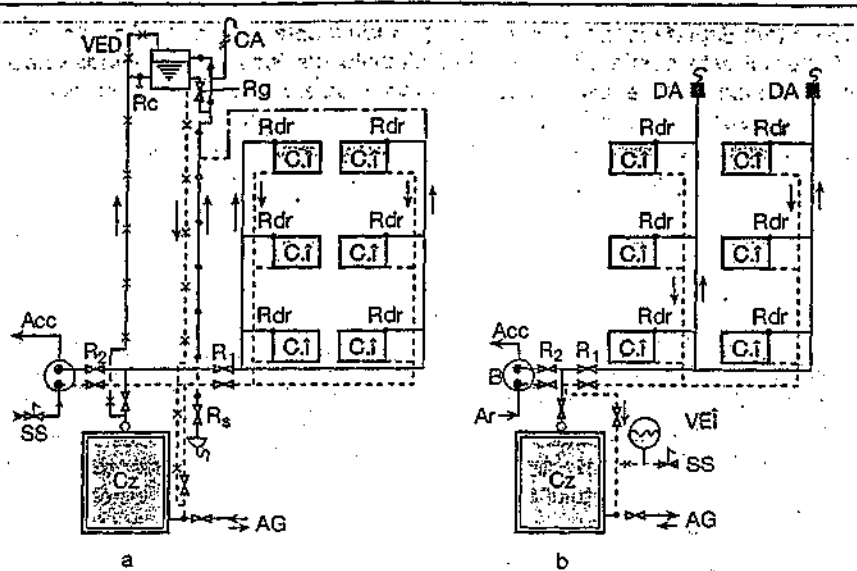 VED
CA
Rc
Rg
DA DA
Rdr Rdr
C.î C.î
Rdr Rdr
C.î C.î
Rdr Rdr
C.î C.î
Rdr Rdr
C.î C.î
Rdr Rdr
C.î C.î
Rdr Rdr
C.î C.î
Acc
R2
R1
SS
Rs
Cz
AG
a
Acc
R2
R1
B
Ar
VEÎ
SS
Cz
AG
b